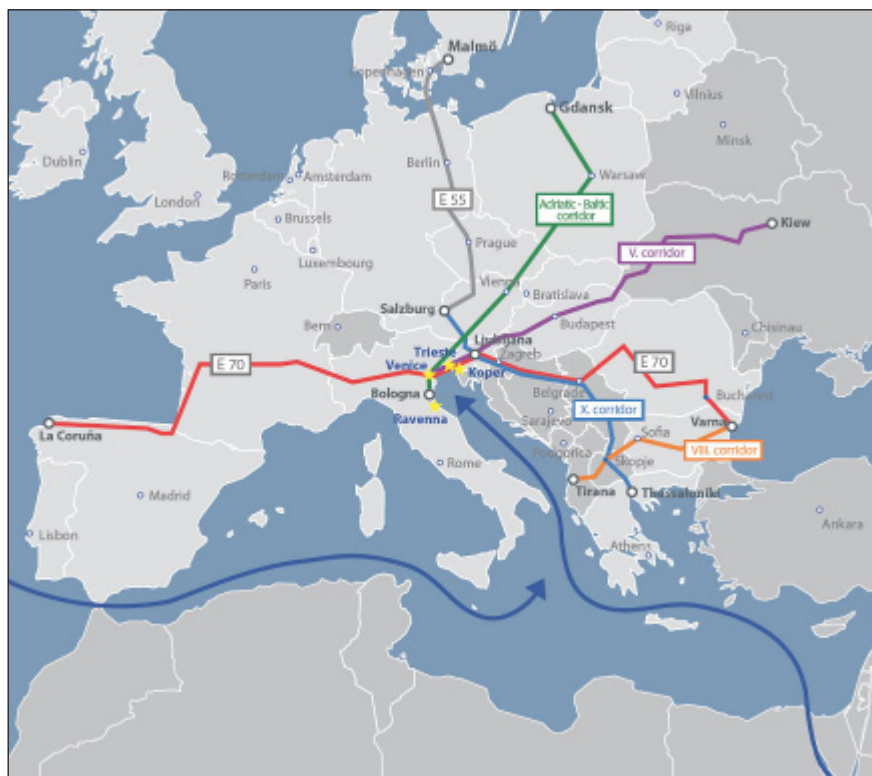 Riga
Malmö
Copenhagen
Vilnius
Gdansk
Minsk
Dublin
Berlin
Rotterdam
Amsterdam
Warsaw
London
E 55
Adriatic - Baltic
corridor
Brussels
Kiew
Prague
V. corridor
Luxembourg
Paris
Vienna
Bratislava
Salzburg
Budapest
Bern
Chisinau
Ljubljana
Trieste
Zagreb
Venice
Koper
E 70
E 70
Belgrade
Bologna
Bucharest
X. corridor
Ravenna
Sarajevo
La Coruña
Varna
Sofia
VIII. corridor
Podgorica
Rome
Skopje
Tirana
Thessaloniki
Madrid
Ankara
Lisbon
Athens